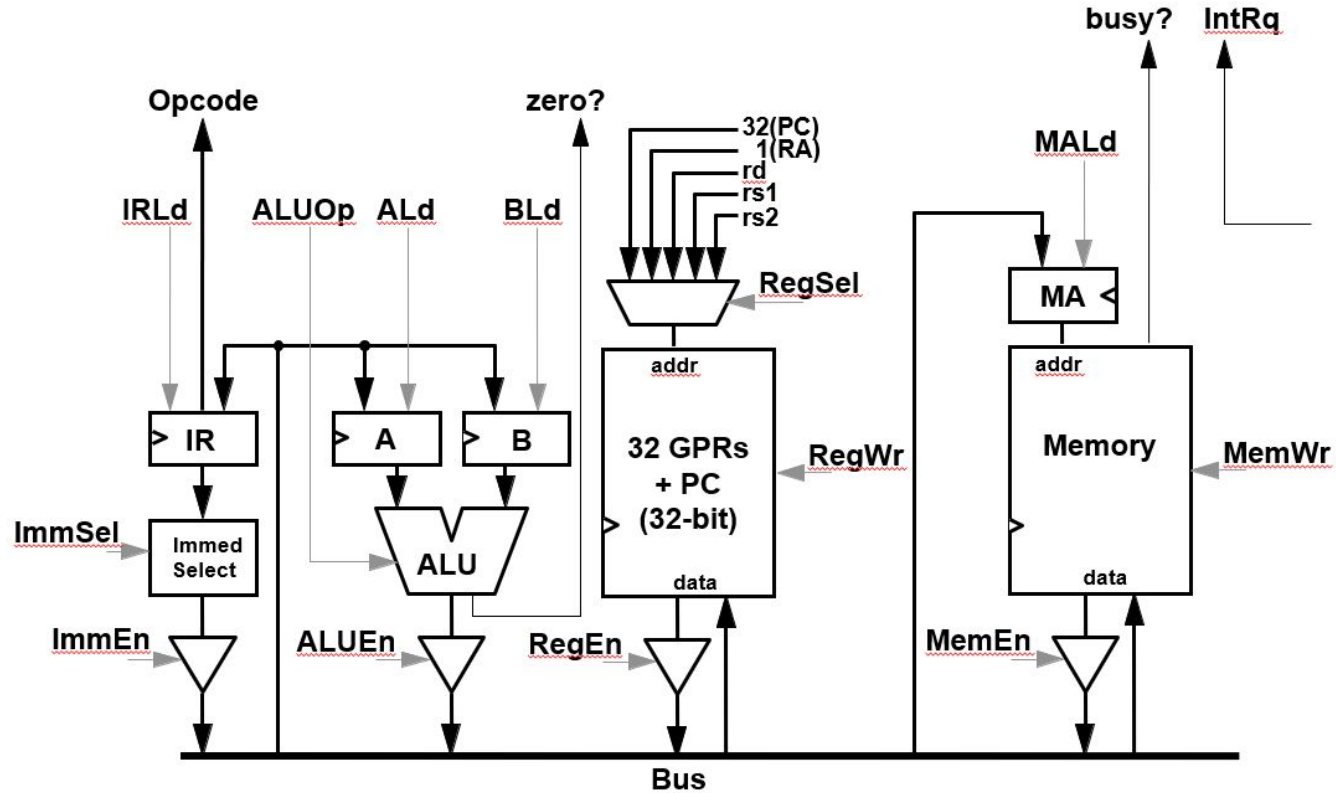 busy? IntRq
Opcode zero?
32(PC)
1(RA)
rd
rs1
rs2
MALd
IRLd ALUOp ALd BLd
RegSel
MA
addr addr
IR A B
32 GPRs
+ PC
(32-bit)
Memory
RegWr MemWr
ImmSel
Immed
Select
ALU
data data
ImmEn ALUEn RegEn MemEn
Bus